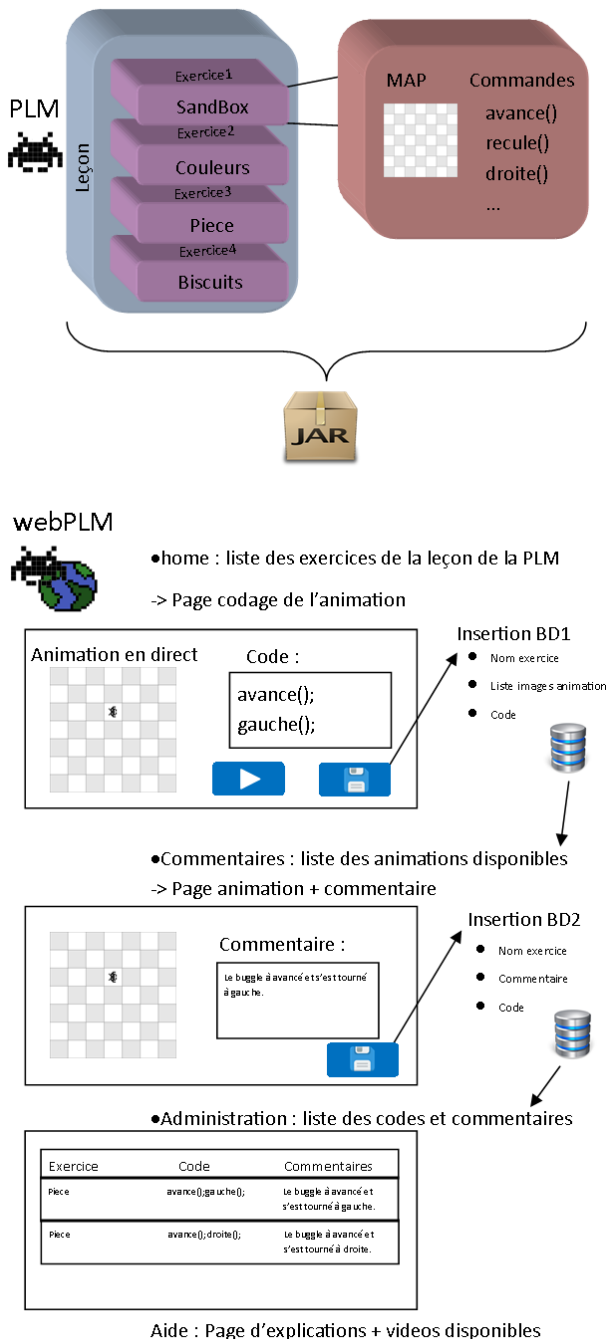 PLM
Leçon
Exercice1
SandBox
Exercice2
Couleurs
Exercice3
Piece
Exercice4
Biscuits
MAP
Commandes
avance()
recule()
droite()
...
JAR
webPLM
•home : liste des exercices de la leçon de la PLM
-> Page codage de l'animation
Animation en direct
Code :
avance();
gauche();
Insertion BD1
• Nom exercice
• Liste images animation
• Code
•Commentaires : liste des animations disponibles
-> Page animation + commentaire
Commentaire :
Le buggle à avancé et s'est tourné
à gauche.
Insertion BD2
• Nom exercice
• Commentaire
• Code
•Administration : liste des codes et commentaires
Exercice Code Commentaires
Piece avance();gauche(); Le buggle à avancé et
s'est tourné à gauche.
Piece avance();droite(); Le buggle à avancé et
s'est tourné à droite.
Aide : Page d'explications + videos disponibles